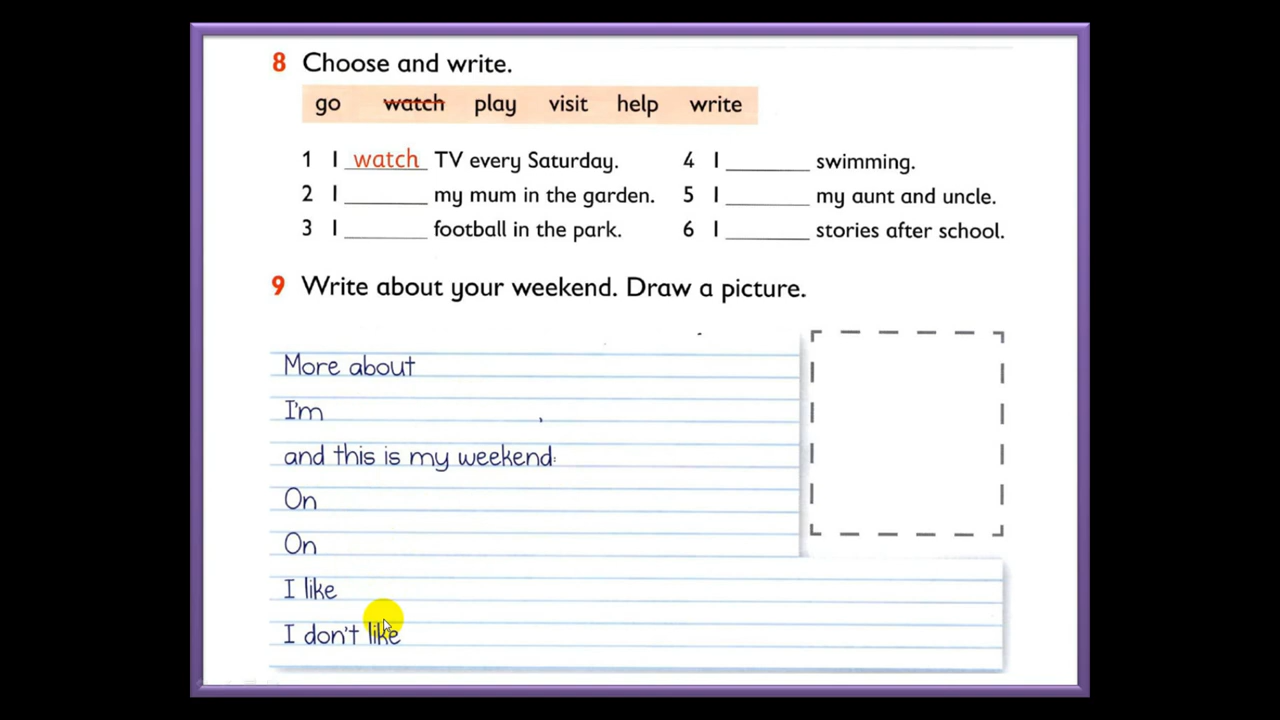 8 Choose and write.
go watch play visit help write
1 I watch TV every Saturday.
2 I ________ my mum in the garden.
3 I ________ football in the park.
4 I ________ swimming.
5 I ________ my aunt and uncle.
6 I ________ stories after school.
9 Write about your weekend. Draw a picture.
More about
I'm ,
and this is my weekend:
On
On
I like
I don't like